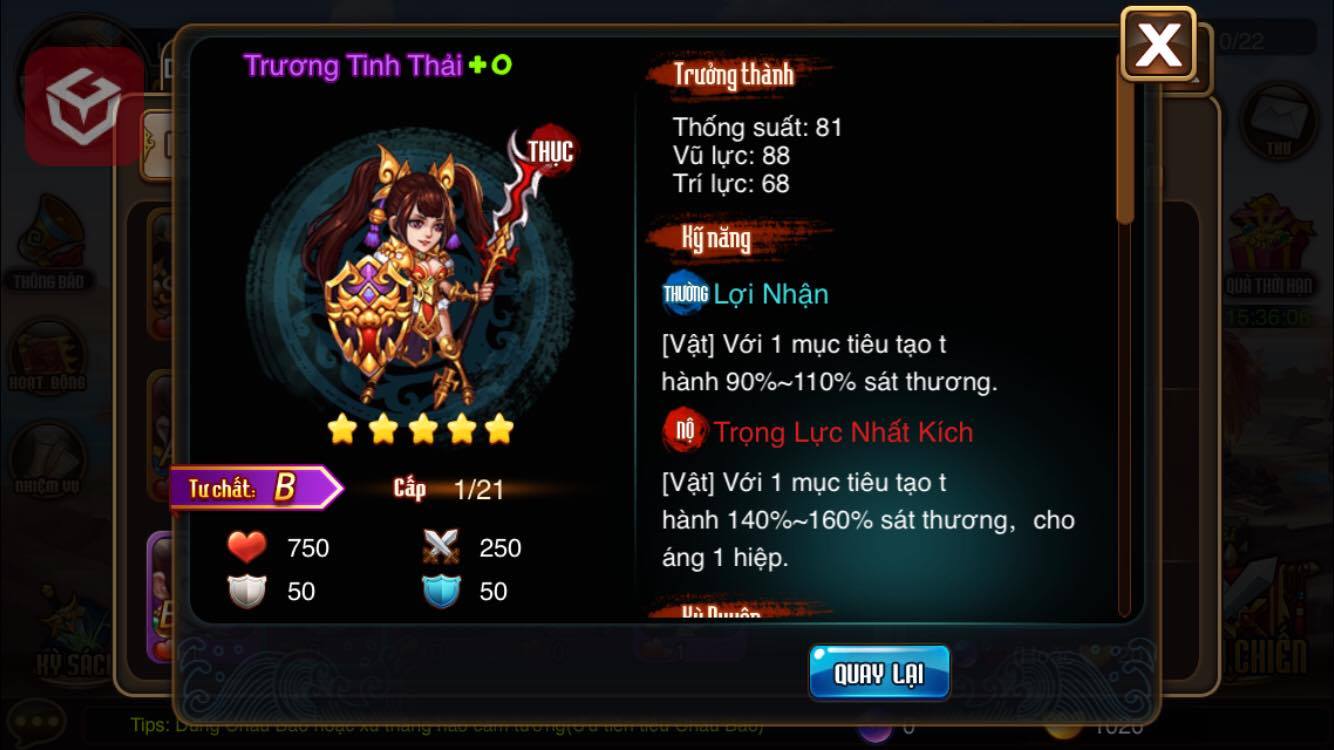 0/22
Trương Tinh Thải + 0
THỤC
Tư chất: B
Cấp 1/21
750
250
50
50
Trưởng thành
Thống suất: 81
Vũ lực: 88
Trí lực: 68
Kỹ năng
THƯỜNG Lợi Nhận
[Vật] Với 1 mục tiêu tạo t
hành 90%~110% sát thương.
NỘ Trọng Lực Nhất Kích
[Vật] Với 1 mục tiêu tạo t
hành 140%~160% sát thương, cho
áng 1 hiệp.
Kỳ Duyên
X
THƯ
THÔNG BÁO
HOẠT ĐỘNG
NHIỆM VỤ
QUÀ THỜI HẠN
15:36:06
CHIẾN
QUAY LẠI
Tips:
0
1020